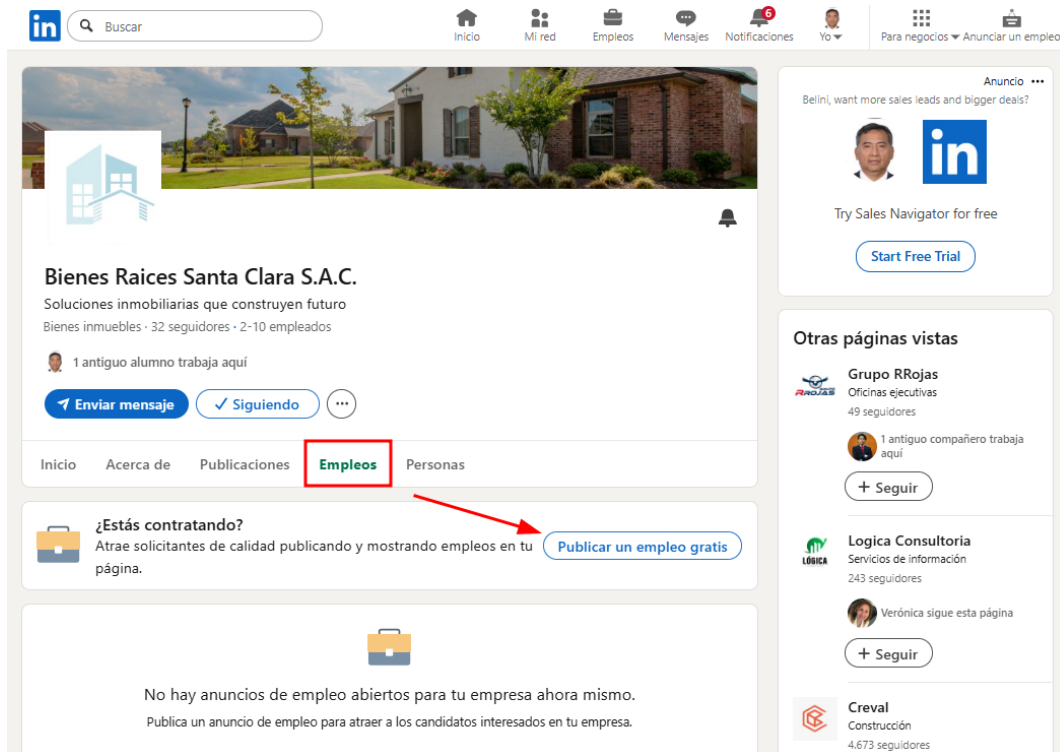 in
Buscar
Inicio
Mi red
Empleos
Mensajes
6
Notificaciones
Yo
Para negocios
Anunciar un empleo
Bienes Raices Santa Clara S.A.C.
Soluciones inmobiliarias que construyen futuro
Bienes inmuebles · 32 seguidores · 2-10 empleados
1 antiguo alumno trabaja aquí
Enviar mensaje
Siguiendo
Inicio
Acerca de
Publicaciones
Empleos
Personas
¿Estás contratando?
Atrae solicitantes de calidad publicando y mostrando empleos en tu
página.
Publicar un empleo gratis
No hay anuncios de empleo abiertos para tu empresa ahora mismo.
Publica un anuncio de empleo para atraer a los candidatos interesados en tu empresa.
Anuncio
Belini, want more sales leads and bigger deals?
in
Try Sales Navigator for free
Start Free Trial
Otras páginas vistas
RROJAS
Grupo RRojas
Oficinas ejecutivas
49 seguidores
1 antiguo compañero trabaja
aquí
+ Seguir
LÓGICA
Logica Consultoria
Servicios de información
243 seguidores
Verónica sigue esta página
+ Seguir
Creval
Construcción
4.673 seguidores